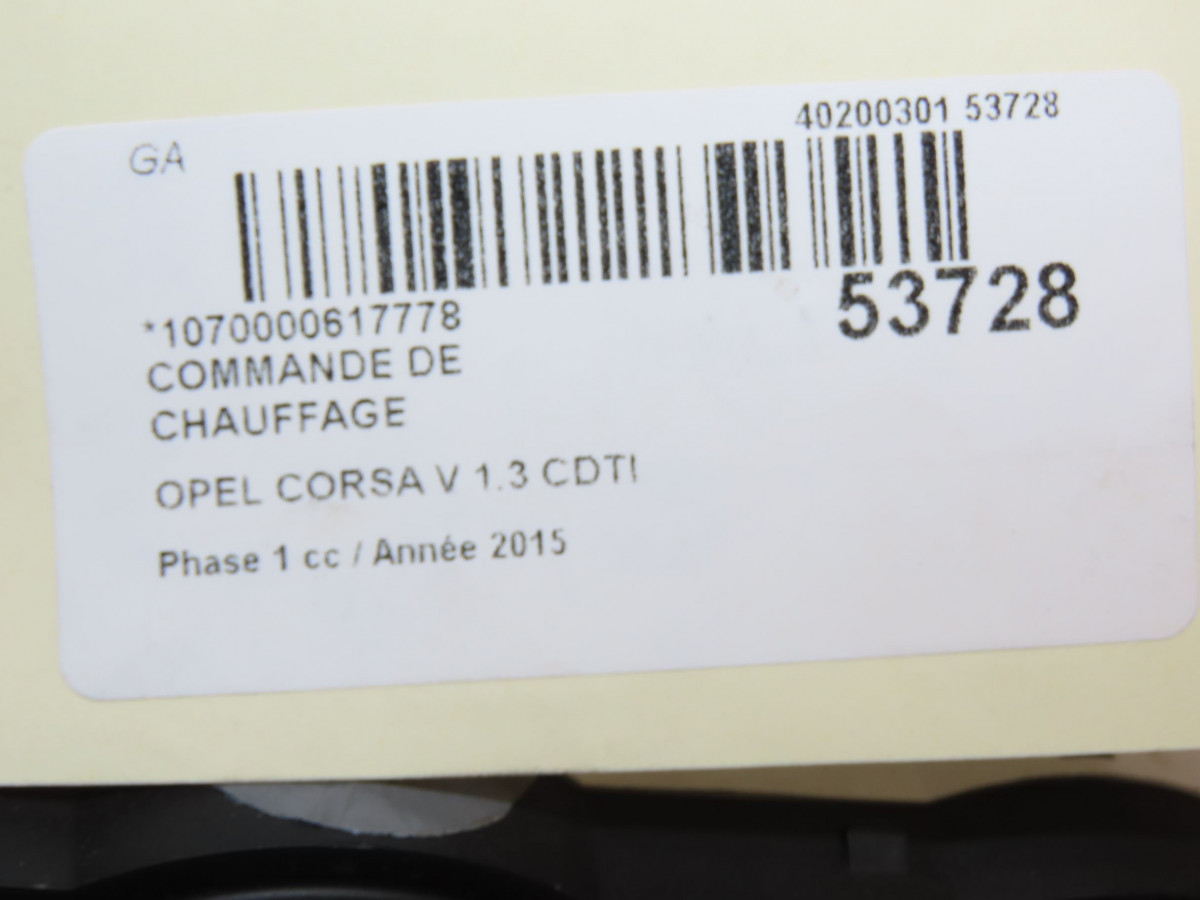 GA
40200301 53728
53728
*1070000617778
COMMANDE DE
CHAUFFAGE
OPEL CORSA V 1.3 CDTI
Phase 1 cc / Année 2015